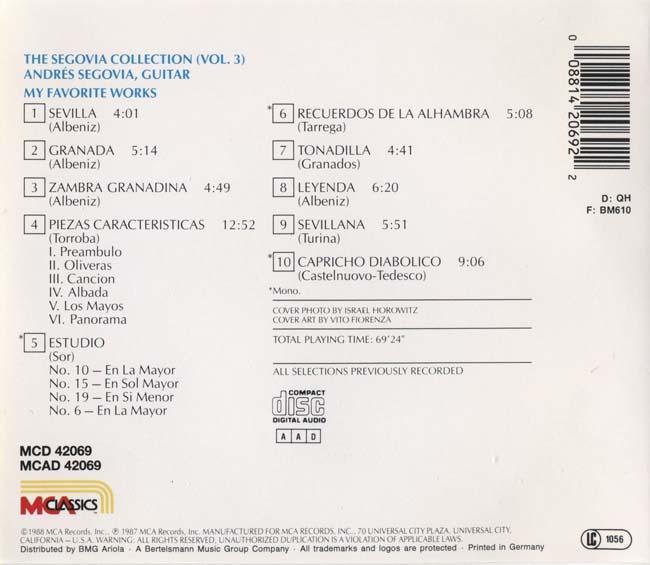 THE SEGOVIA COLLECTION (VOL. 3)
ANDRÉS SEGOVIA, GUITAR
MY FAVORITE WORKS
1 SEVILLA 4:01
(Albeniz)
2 GRANADA 5:14
(Albeniz)
3 ZAMBRA GRANADINA 4:49
(Albeniz)
4 PIEZAS CARACTERISTICAS 12:52
(Torroba)
I. Preambulo
II. Oliveras
III. Cancion
IV. Albada
V. Los Mayos
VI. Panorama
*5 ESTUDIO
(Sor)
No. 10 — En La Mayor
No. 15 — En Sol Mayor
No. 19 — En Si Menor
No. 6 — En La Mayor
*6 RECUERDOS DE LA ALHAMBRA 5:08
(Tarrega)
7 TONADILLA 4:41
(Granados)
8 LEYENDA 6:20
(Albeniz)
9 SEVILLANA 5:51
(Turina)
*10 CAPRICHO DIABOLICO 9:06
(Castelnuovo-Tedesco)
*Mono.
COVER PHOTO BY ISRAEL HOROWITZ
COVER ART BY VITO FIORENZA
TOTAL PLAYING TIME: 69'24"
ALL SELECTIONS PREVIOUSLY RECORDED
COMPACT
disc
DIGITAL AUDIO
A A D
0 08814 20692 2
D: QH
F: BM610
MCD 42069
MCAD 42069
MCA CLASSICS
©1988 MCA Records, Inc., ℗ 1987 MCA Records, Inc. MANUFACTURED FOR MCA RECORDS, INC., 70 UNIVERSAL CITY PLAZA, UNIVERSAL CITY,
CALIFORNIA – U.S.A. WARNING: ALL RIGHTS RESERVED, UNAUTHORIZED DUPLICATION IS A VIOLATION OF APPLICABLE LAWS.
Distributed by BMG Ariola · A Bertelsmann Music Group Company · All trademarks and logos are protected · Printed in Germany
LC 1056